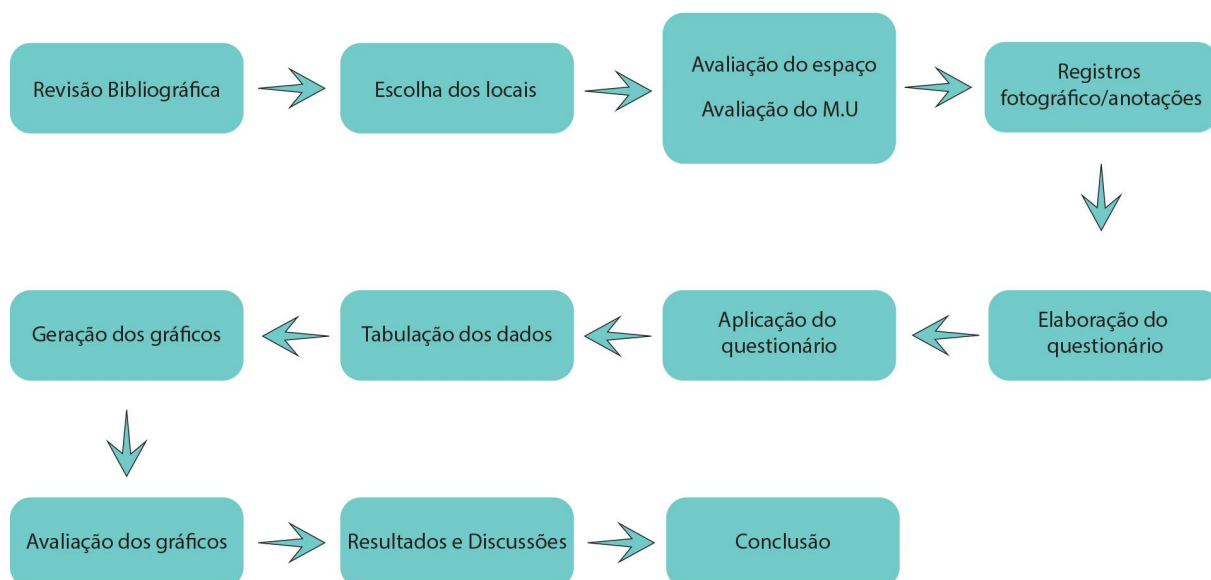 Revisão Bibliográfica
Escolha dos locais
Avaliação do espaço
Avaliação do M.U
Registros
fotográfico/anotações
Elaboração do
questionário
Aplicação do
questionário
Tabulação dos dados
Geração dos gráficos
Avaliação dos gráficos
Resultados e Discussões
Conclusão